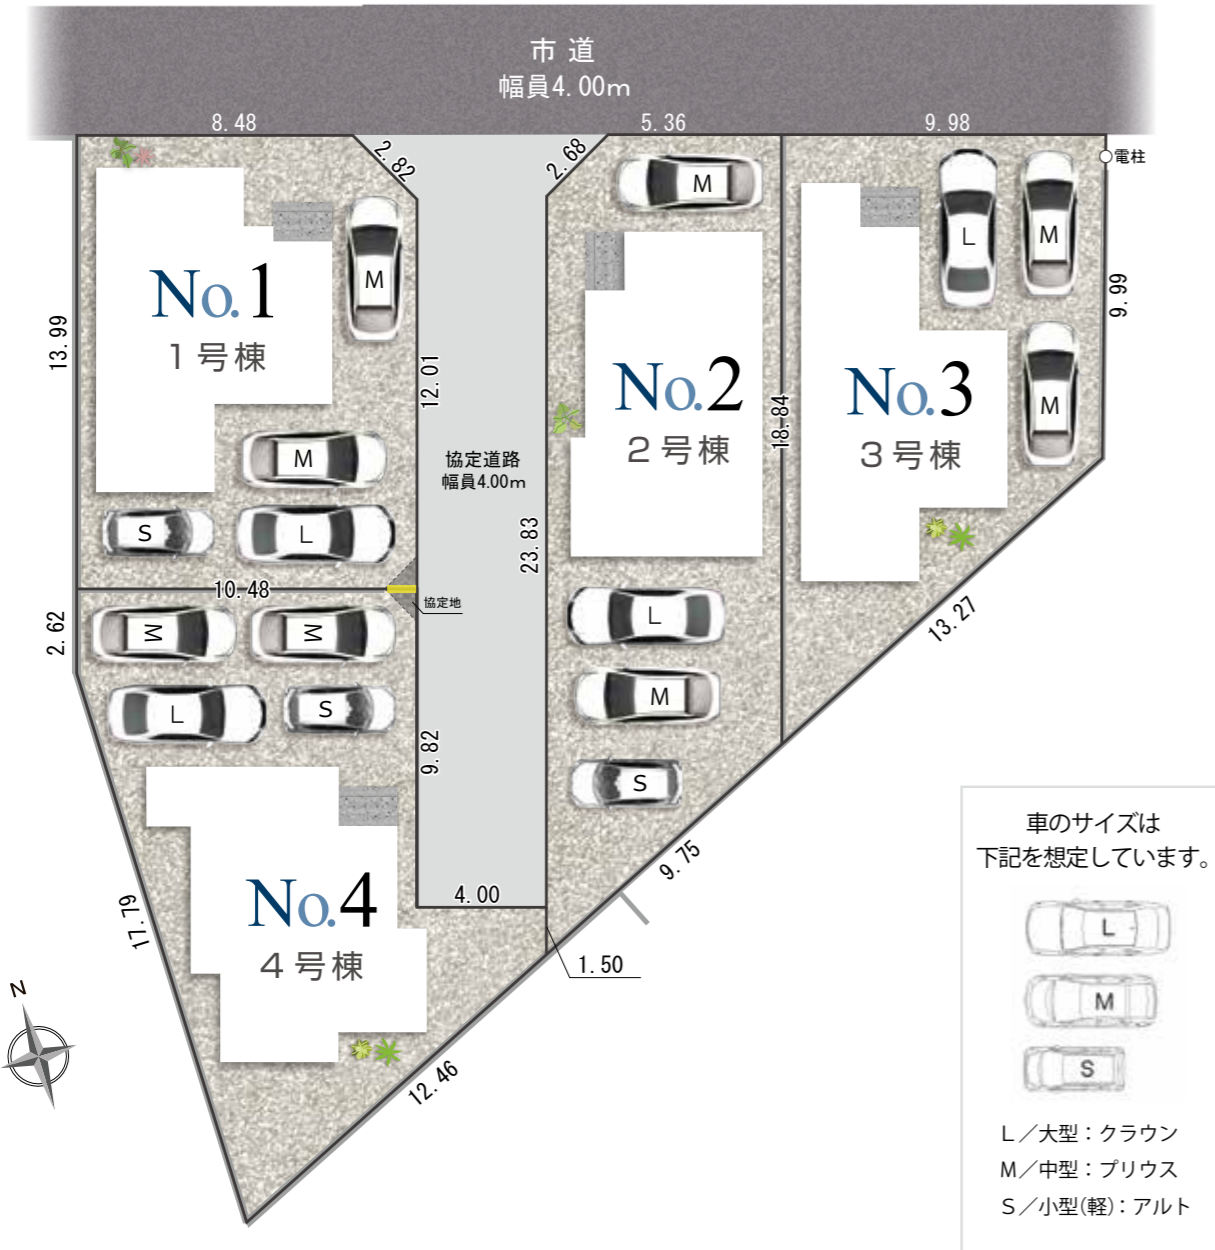 市 道
幅員4.00m
8.48
5.36
9.98
2.82
2.68
電柱
M
L
M
M
No.1
1号棟
13.99
12.01
9.99
No.2
2号棟
18.84
No.3
3号棟
M
M
S
L
協定道路
幅員4.00m
23.83
10.48
協定地
2.62
M
M
L
S
9.82
L
M
S
13.27
9.75
No.4
4号棟
4.00
17.79
1.50
12.46
N
車のサイズは
下記を想定しています。
L
M
S
L／大型：クラウン
M／中型：プリウス
S／小型(軽)：アルト